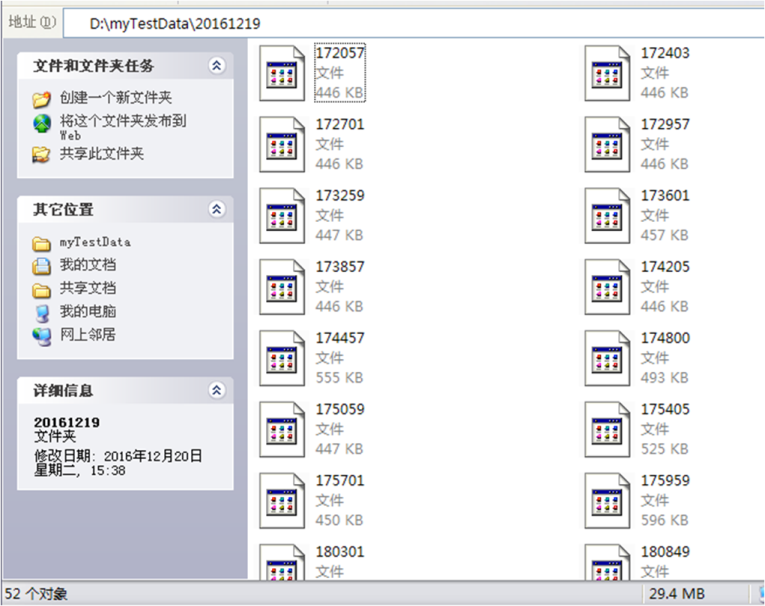 地址(D) D:\myTestData\20161219
文件和文件夹任务
创建一个新文件夹
将这个文件夹发布到
Web
共享此文件夹
其它位置
myTestData
我的文档
共享文档
我的电脑
网上邻居
详细信息
20161219
文件夹
修改日期: 2016年12月20日
星期二, 15:38
172057
文件
446 KB
172403
文件
446 KB
172701
文件
446 KB
172957
文件
446 KB
173259
文件
447 KB
173601
文件
457 KB
173857
文件
446 KB
174205
文件
446 KB
174457
文件
555 KB
174800
文件
493 KB
175059
文件
447 KB
175405
文件
525 KB
175701
文件
450 KB
175959
文件
596 KB
180301
文件
180849
文件
52 个对象
29.4 MB